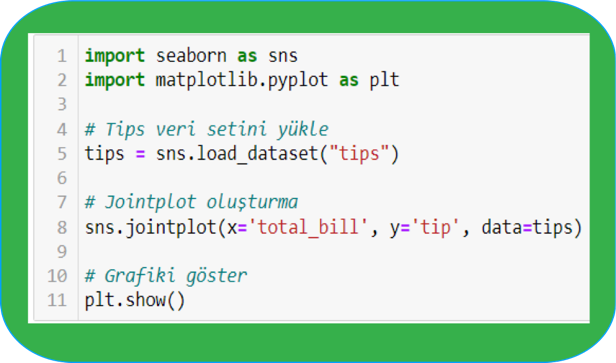 1 import seaborn as sns
2 import matplotlib.pyplot as plt
3
4 # Tips veri setini yükle
5 tips = sns.load_dataset("tips")
6
7 # Jointplot oluşturma
8 sns.jointplot(x='total_bill', y='tip', data=tips)
9
10 # Grafiki göster
11 plt.show()